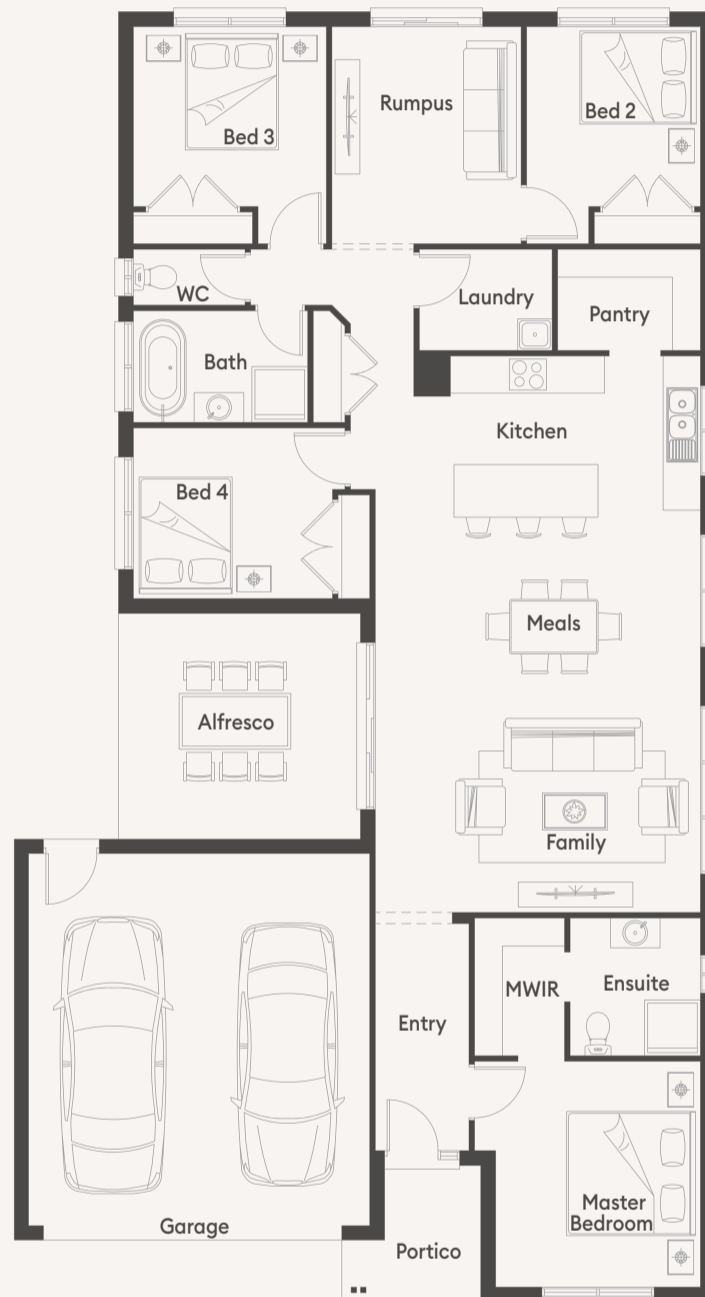 Rumpus
Bed 2
Bed 3
WC
Laundry
Pantry
Bath
Kitchen
Bed 4
Meals
Alfresco
Family
MWIR
Ensuite
Entry
Master
Bedroom
Garage
Portico